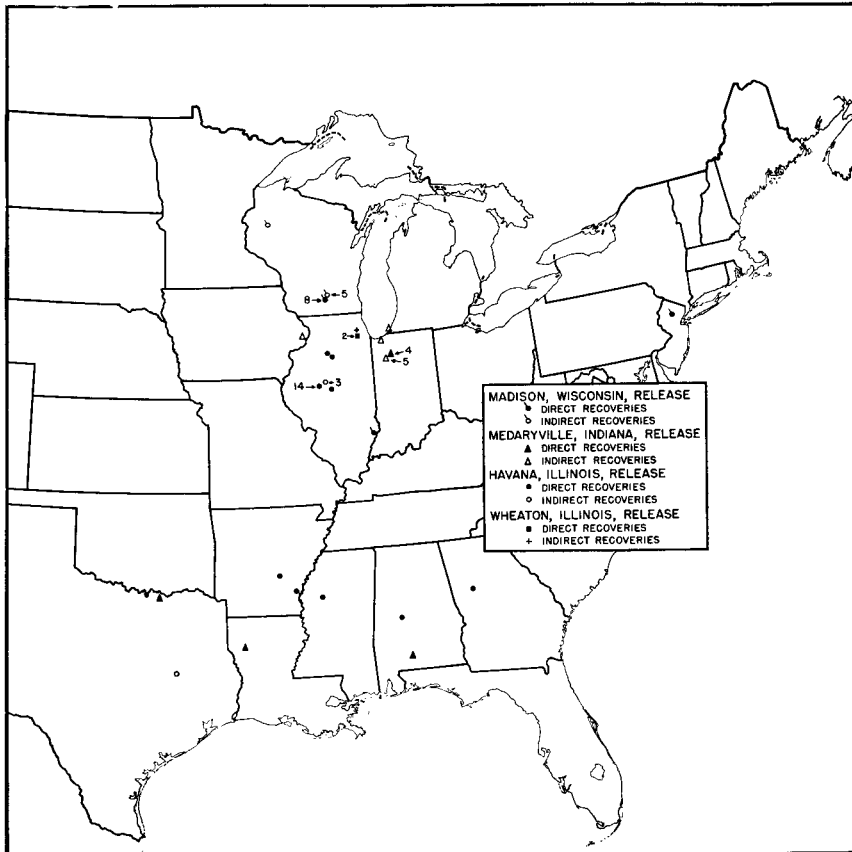 8
5
2
4
5
14
3
MADISON, WISCONSIN, RELEASE
DIRECT RECOVERIES
INDIRECT RECOVERIES
MEDARYVILLE, INDIANA, RELEASE
DIRECT RECOVERIES
INDIRECT RECOVERIES
HAVANA, ILLINOIS, RELEASE
DIRECT RECOVERIES
INDIRECT RECOVERIES
WHEATON, ILLINOIS, RELEASE
DIRECT RECOVERIES
INDIRECT RECOVERIES